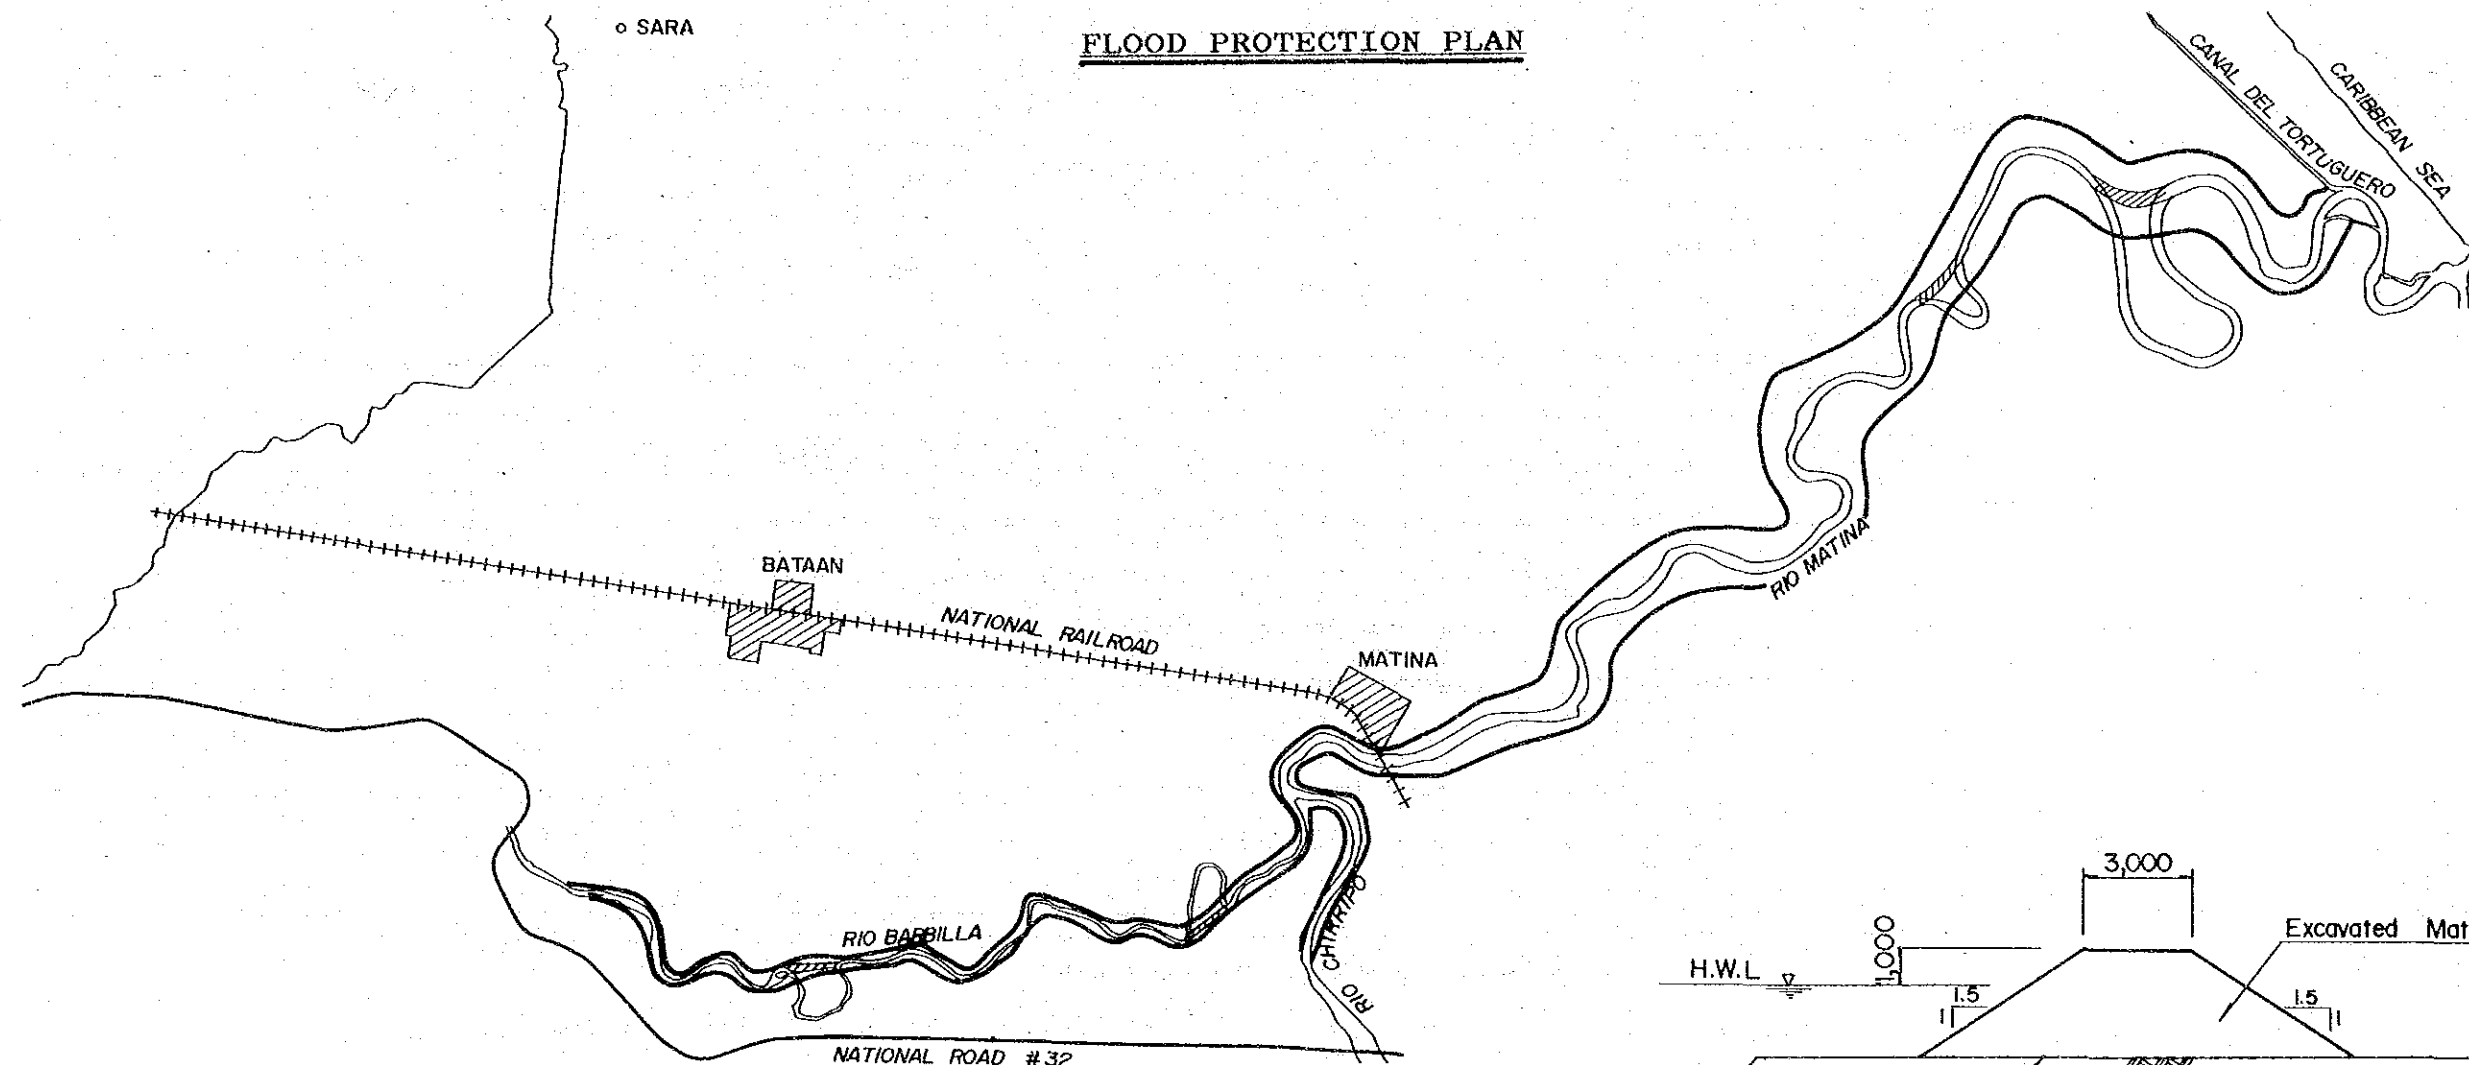 SARA
FLOOD PROTECTION PLAN
CANAL DEL TORTUGUERO
CARIBBEAN SEA
BATAAN
NATIONAL RAILROAD
MATINA
RIO MATINA
RIO BARBILLA
RIO CHIRRIPO
NATIONAL ROAD #32
3,000
1,000
Excavated Mat
H.W.L
1.5
1
1.5
1